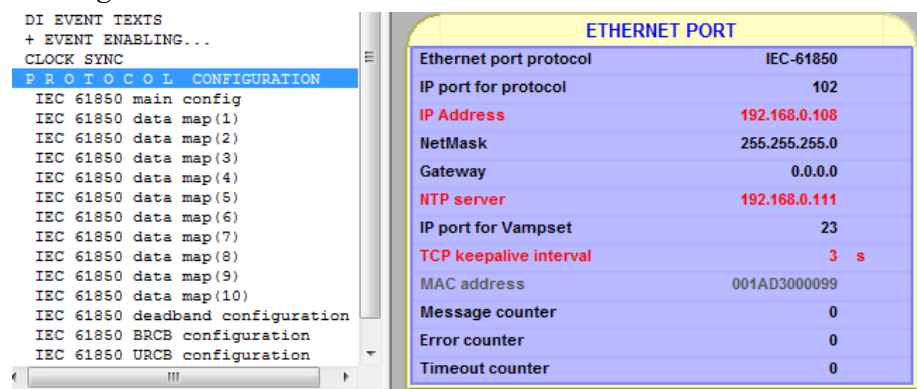 DI EVENT TEXTS
+ EVENT ENABLING...
CLOCK SYNC
P R O T O C O L  CONFIGURATION
IEC 61850 main config
IEC 61850 data map(1)
IEC 61850 data map(2)
IEC 61850 data map(3)
IEC 61850 data map(4)
IEC 61850 data map(5)
IEC 61850 data map(6)
IEC 61850 data map(7)
IEC 61850 data map(8)
IEC 61850 data map(9)
IEC 61850 data map(10)
IEC 61850 deadband configuration
IEC 61850 BRCB configuration
IEC 61850 URCB configuration
ETHERNET PORT
Ethernet port protocol IEC-61850
IP port for protocol 102
IP Address 192.168.0.108
NetMask 255.255.255.0
Gateway 0.0.0.0
NTP server 192.168.0.111
IP port for Vampset 23
TCP keepalive interval 3 s
MAC address 001AD3000099
Message counter 0
Error counter 0
Timeout counter 0